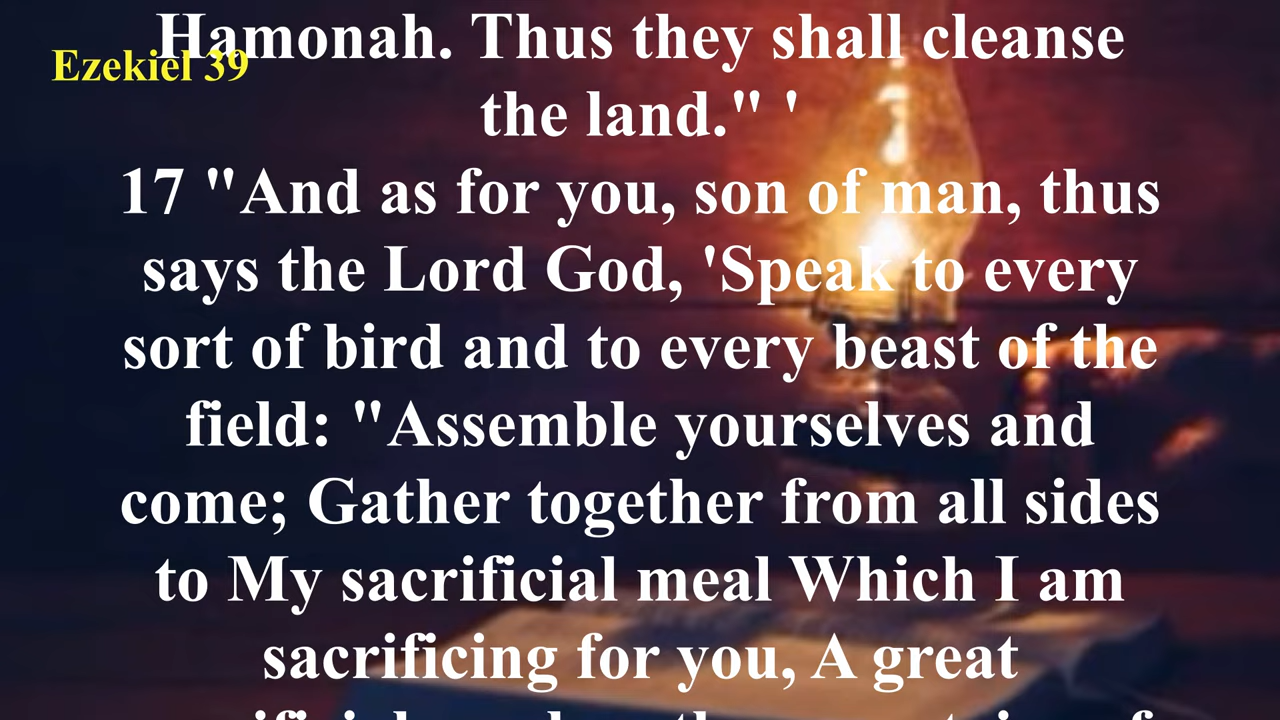 Hamonah. Thus they shall cleanse
Ezekiel 39
the land." '
17 "And as for you, son of man, thus
says the Lord God, 'Speak to every
sort of bird and to every beast of the
field: "Assemble yourselves and
come; Gather together from all sides
to My sacrificial meal Which I am
sacrificing for you, A great